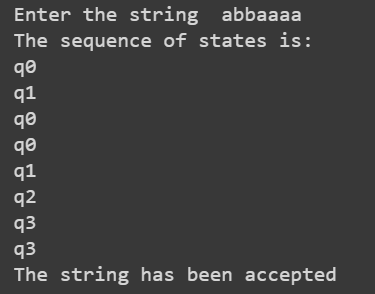 Enter the string  abbaaaa
The sequence of states is:
q0
q1
q0
q0
q1
q2
q3
q3
The string has been accepted